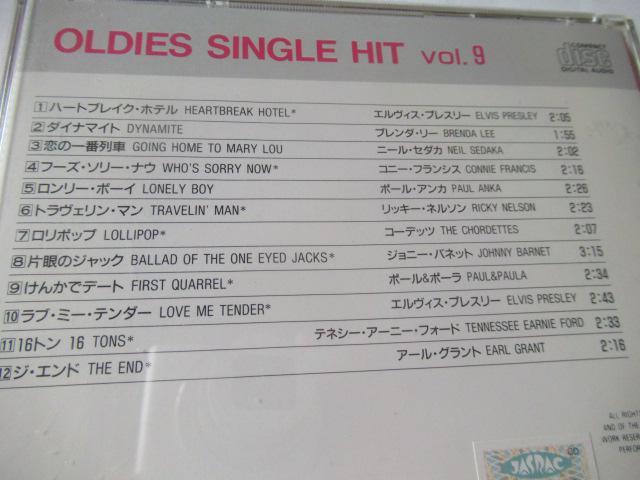 OLDIES SINGLE HIT vol. 9
COMPACT
disc
DIGITAL AUDIO
1 ハートブレイク・ホテル HEARTBREAK HOTEL* エルヴィス・プレスリー ELVIS PRESLEY 2:05
2 ダイナマイト DYNAMITE ブレンダ・リー BRENDA LEE 1:55
3 恋の一番列車 GOING HOME TO MARY LOU ニール・セダカ NEIL SEDAKA 2:02
4 フーズ・ソリー・ナウ WHO'S SORRY NOW* コニー・フランシス CONNIE FRANCIS 2:16
5 ロンリー・ボーイ LONELY BOY ポール・アンカ PAUL ANKA 2:26
6 トラヴェリン・マン TRAVELIN' MAN* リッキー・ネルソン RICKY NELSON 2:23
7 ロリポップ LOLLIPOP* コーデッツ THE CHORDETTES 2:07
8 片眼のジャック BALLAD OF THE ONE EYED JACKS* ジョニー・バネット JOHNNY BARNET 3:15
9 けんかでデート FIRST QUARREL* ポール&ポーラ PAUL&PAULA 2:34
10 ラブ・ミー・テンダー LOVE ME TENDER* エルヴィス・プレスリー ELVIS PRESLEY 2:43
11 16トン 16 TONS* テネシー・アーニー・フォード TENNESSEE EARNIE FORD 2:33
12 ジ・エンド THE END* アール・グラント EARL GRANT 2:16
ALL RIGHTS
AND OF THE
WORK RESERV
PERFOR
JASRAC